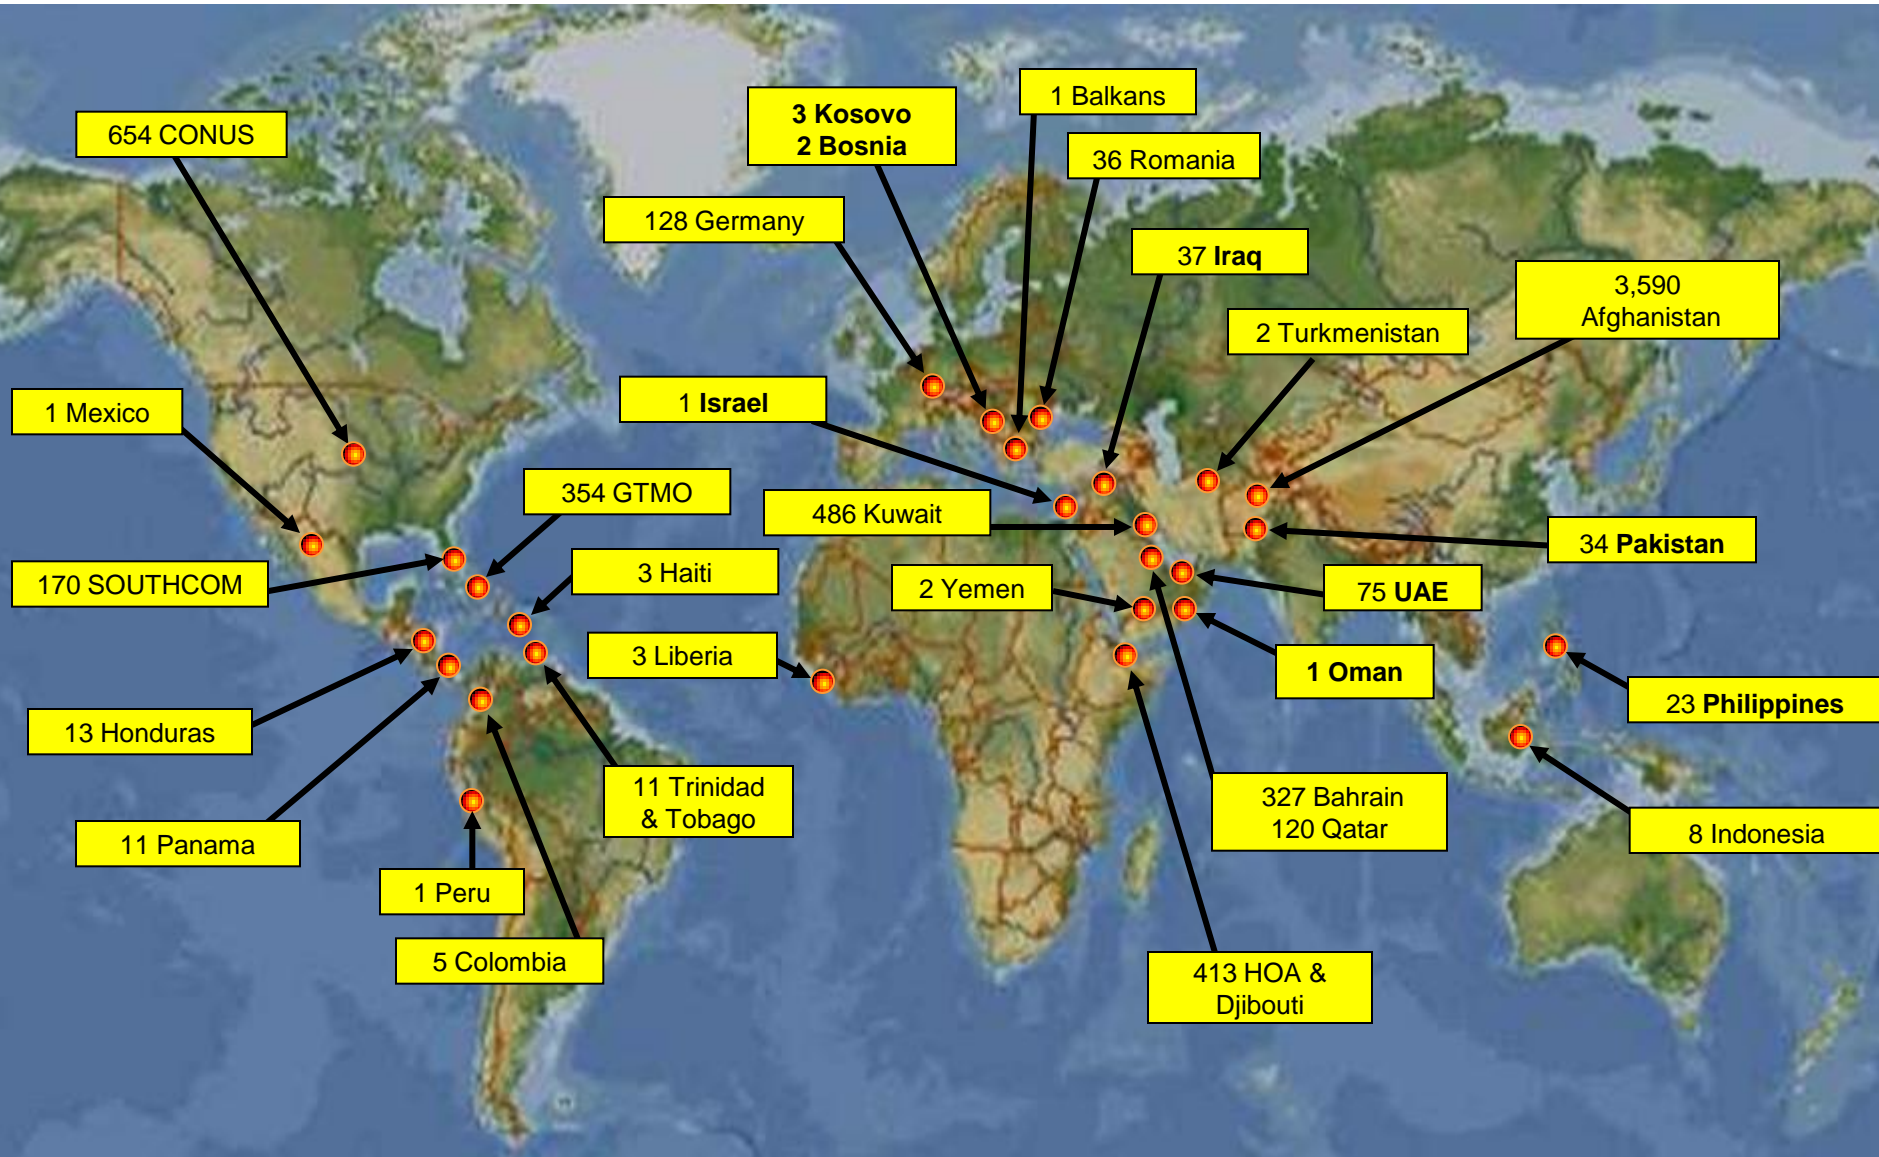 1 Balkans
3 Kosovo
2 Bosnia
654 CONUS
36 Romania
128 Germany
37 Iraq
3,590
Afghanistan
2 Turkmenistan
1 Israel
1 Mexico
354 GTMO
486 Kuwait
34 Pakistan
170 SOUTHCOM
3 Haiti
2 Yemen
75 UAE
3 Liberia
1 Oman
23 Philippines
13 Honduras
11 Trinidad
& Tobago
327 Bahrain
120 Qatar
8 Indonesia
11 Panama
1 Peru
5 Colombia
413 HOA &
Djibouti